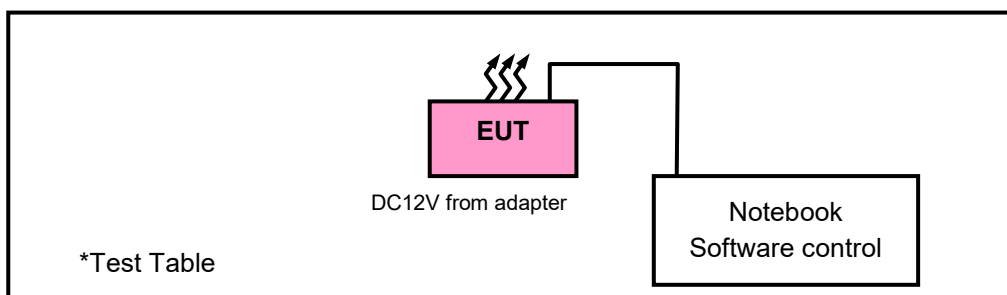 EUT
DC12V from adapter
Notebook
Software control
*Test Table